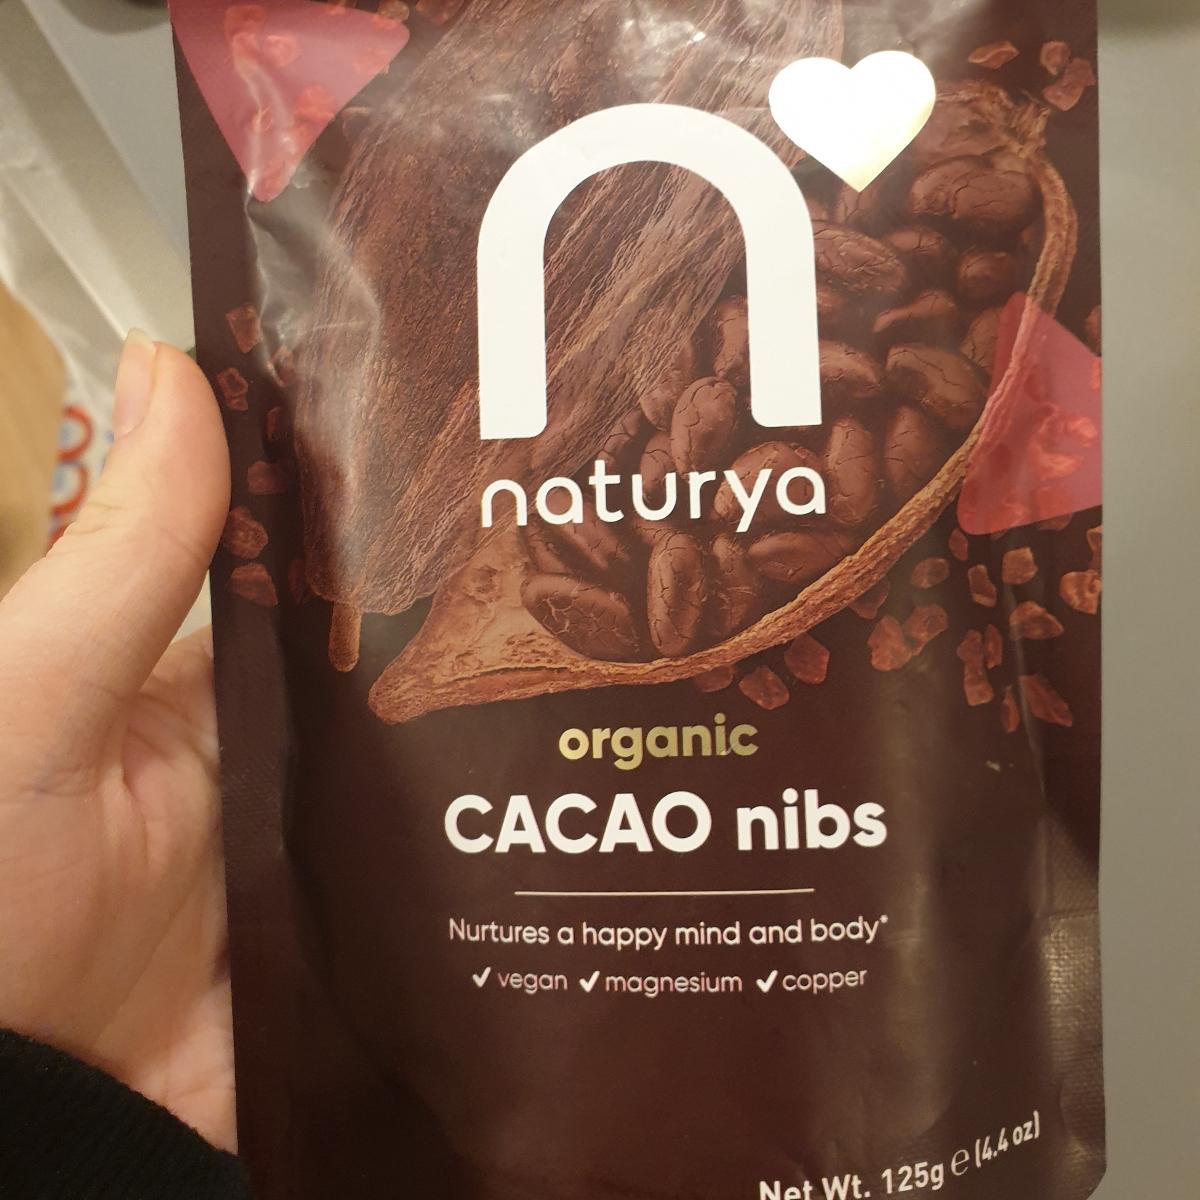 n
naturya
organic
CACAO nibs
Nurtures a happy mind and body*
✓ vegan ✓ magnesium ✓ copper
Net Wt. 125g ℮ (4.4 oz)